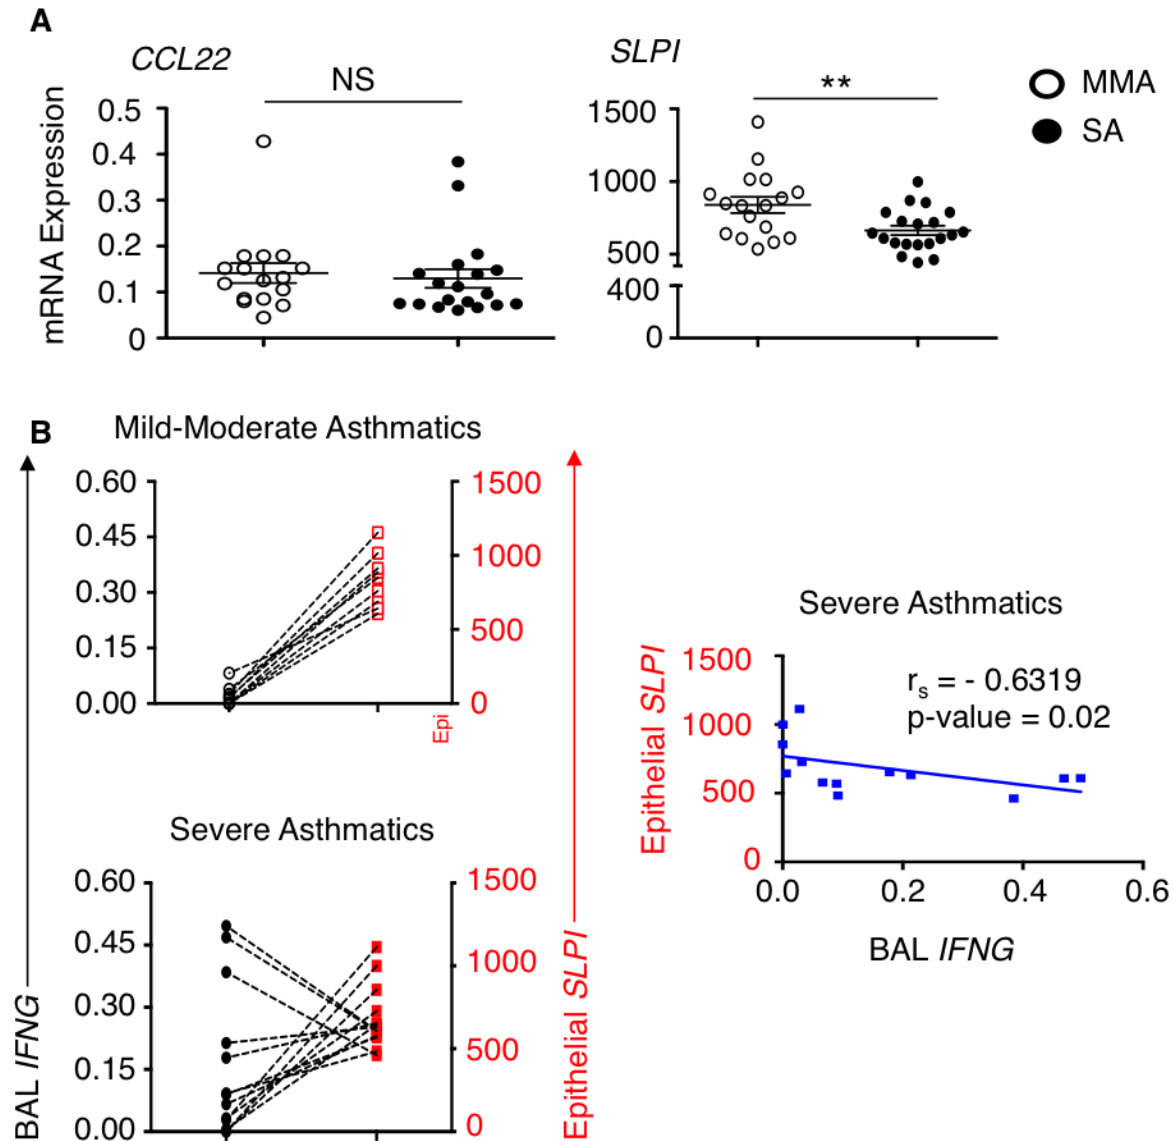 A
CCL22
NS
mRNA Expression
0.5
0.4
0.3
0.2
0.1
0
SLPI
**
1500
1000
500
400
0
MMA
SA
B
Mild-Moderate Asthmatics
0.60
0.45
0.30
0.15
0.00
1500
1000
500
0
Epi
Severe Asthmatics
0.60
0.45
0.30
0.15
0.00
1500
1000
500
0
BAL IFNG
Epithelial SLPI
Severe Asthmatics
Epithelial SLPI
1500
1000
500
0
rs = - 0.6319
p-value = 0.02
0.0 0.2 0.4 0.6
BAL IFNG